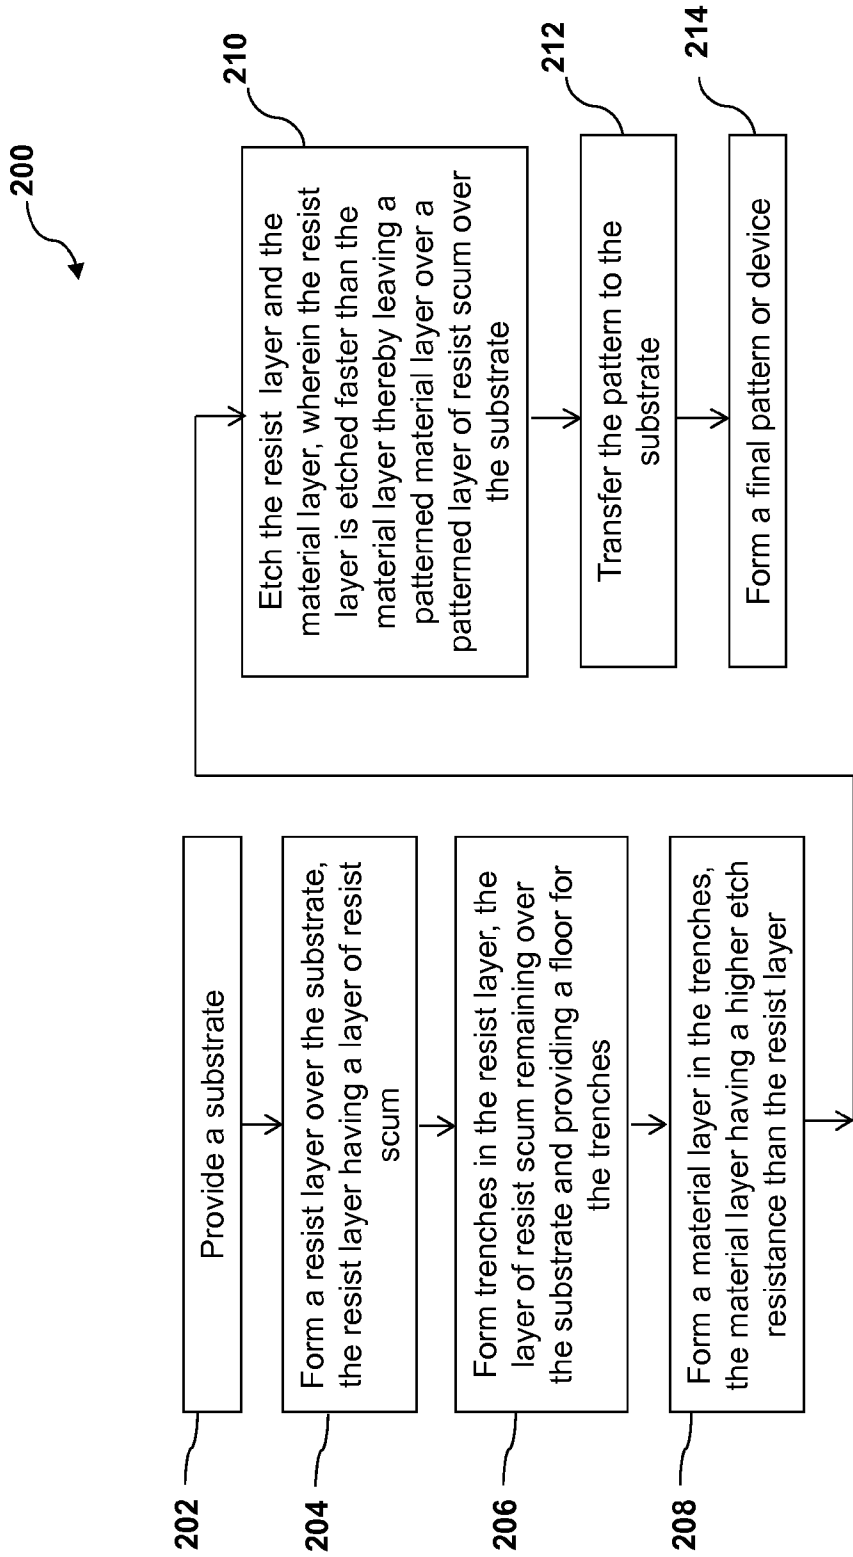 200
202
Provide a substrate
204
Form a resist layer over the substrate,
the resist layer having a layer of resist
scum
206
Form trenches in the resist layer, the
layer of resist scum remaining over
the substrate and providing a floor for
the trenches
208
Form a material layer in the trenches,
the material layer having a higher etch
resistance than the resist layer
210
Etch the resist layer and the
material layer, wherein the resist
layer is etched faster than the
material layer thereby leaving a
patterned material layer over a
patterned layer of resist scum over
the substrate
212
Transfer the pattern to the
substrate
214
Form a final pattern or device